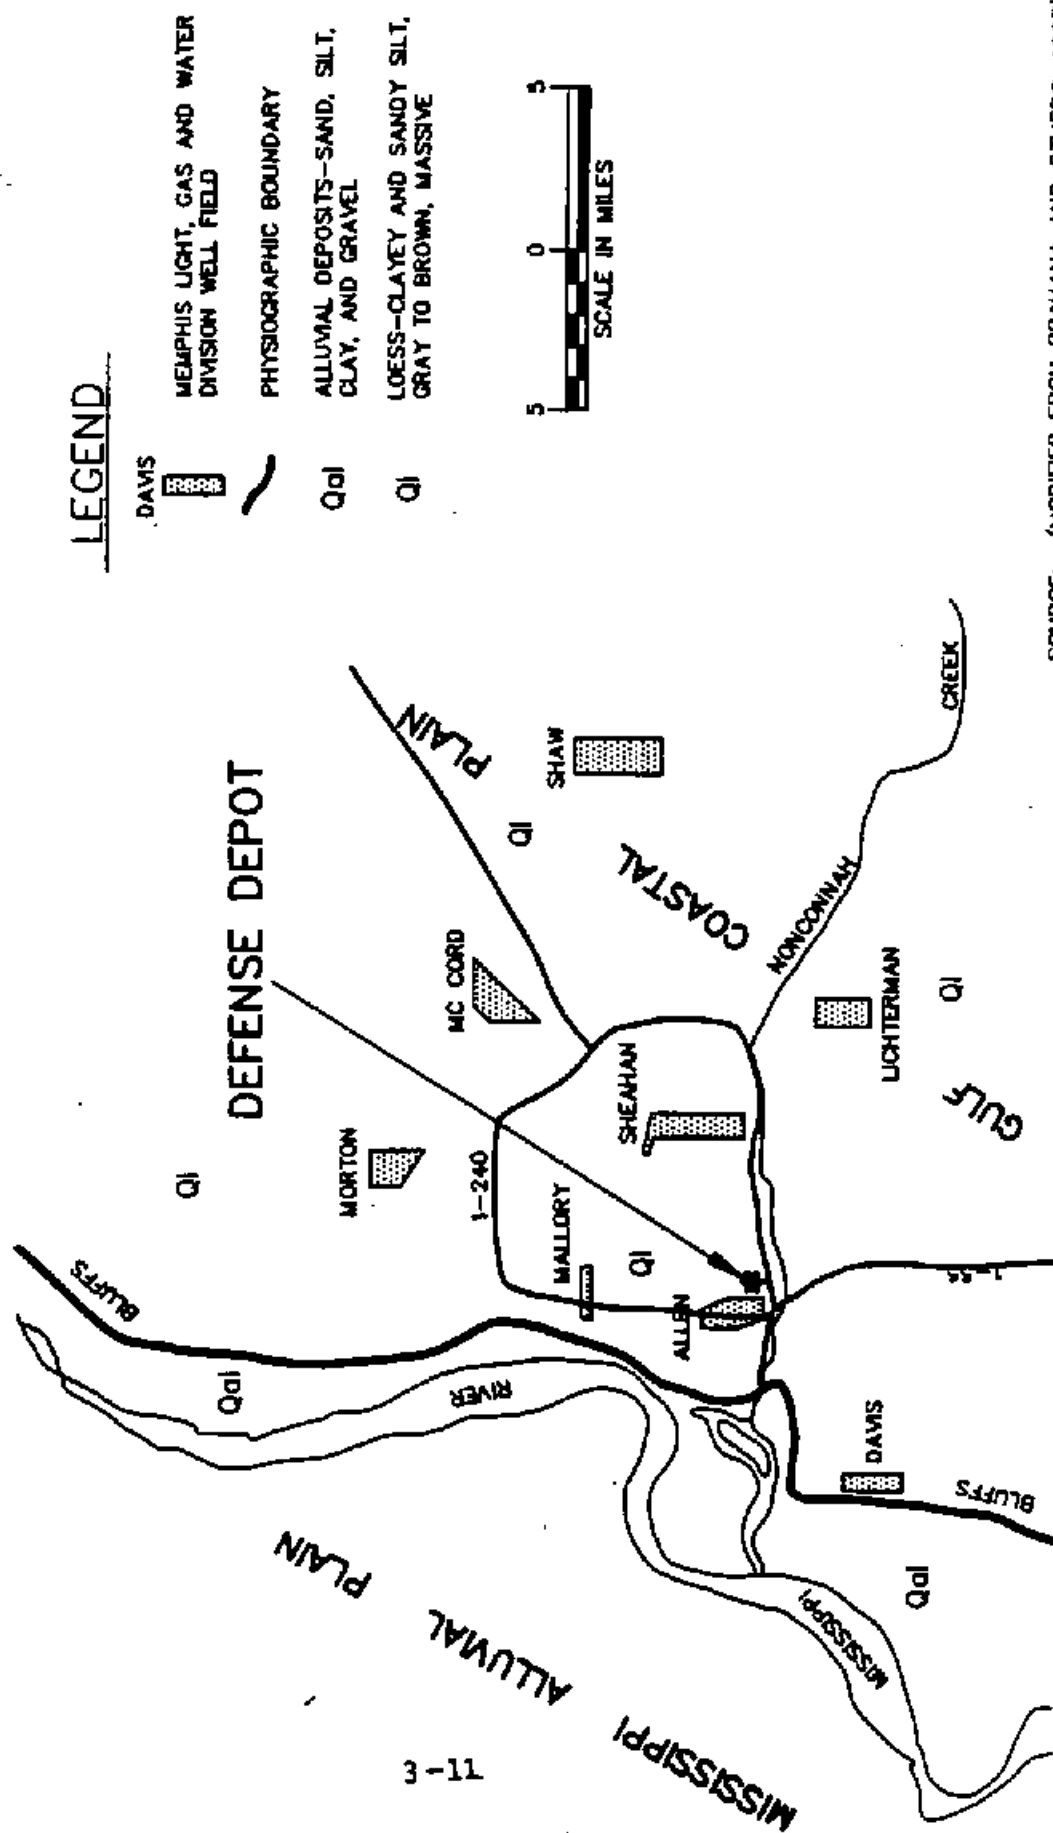 LEGEND
DAVIS
MEMPHIS LIGHT, GAS AND WATER
DIVISION WELL FIELD
PHYSIOGRAPHIC BOUNDARY
Qal
ALLUVIAL DEPOSITS-SAND, SILT,
CLAY, AND GRAVEL
Ql
LOESS-CLAYEY AND SANDY SILT,
GRAY TO BROWN, MASSIVE
5 0 5
SCALE IN MILES
DEFENSE DEPOT
BLUFFS
Ql
MORTON
I-240
MC CORD
Ql
SHAW
GULF COASTAL PLAIN
MALLORY
Ql
SHEAHAN
ALLEN
NONCONNAH
CREEK
LICHTERMAN
Ql
I-55
DAVIS
BLUFFS
Qal
Qal
RIVER
MISSISSIPPI
MISSISSIPPI ALLUVIAL PLAIN
3-11